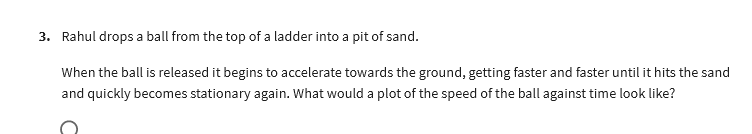 3. Rahul drops a ball from the top of a ladder into a pit of sand.
When the ball is released it begins to accelerate towards the ground, getting faster and faster until it hits the sand
and quickly becomes stationary again. What would a plot of the speed of the ball against time look like?